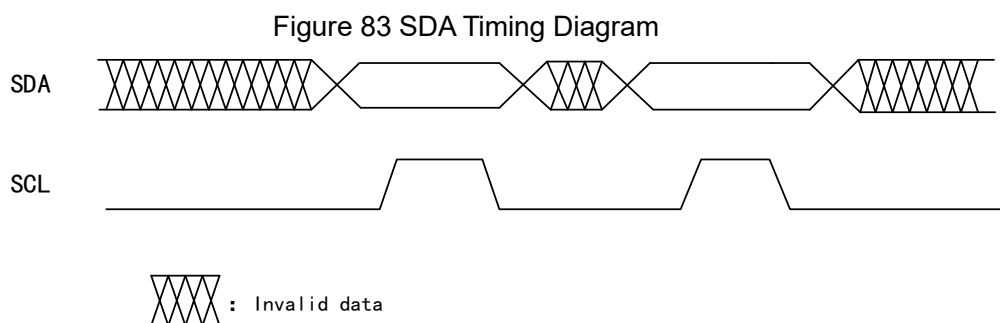 Figure 83 SDA Timing Diagram
SDA
SCL
: Invalid data